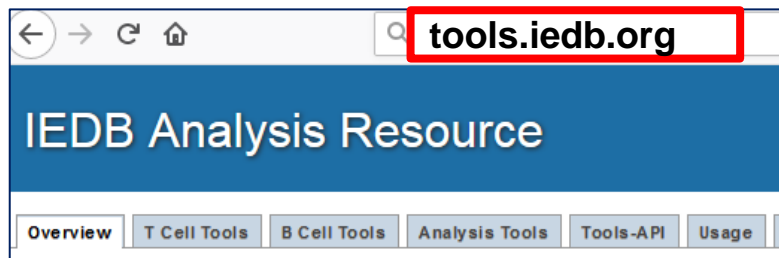 tools.iedb.org
IEDB Analysis Resource
Overview T Cell Tools B Cell Tools Analysis Tools Tools-API Usage